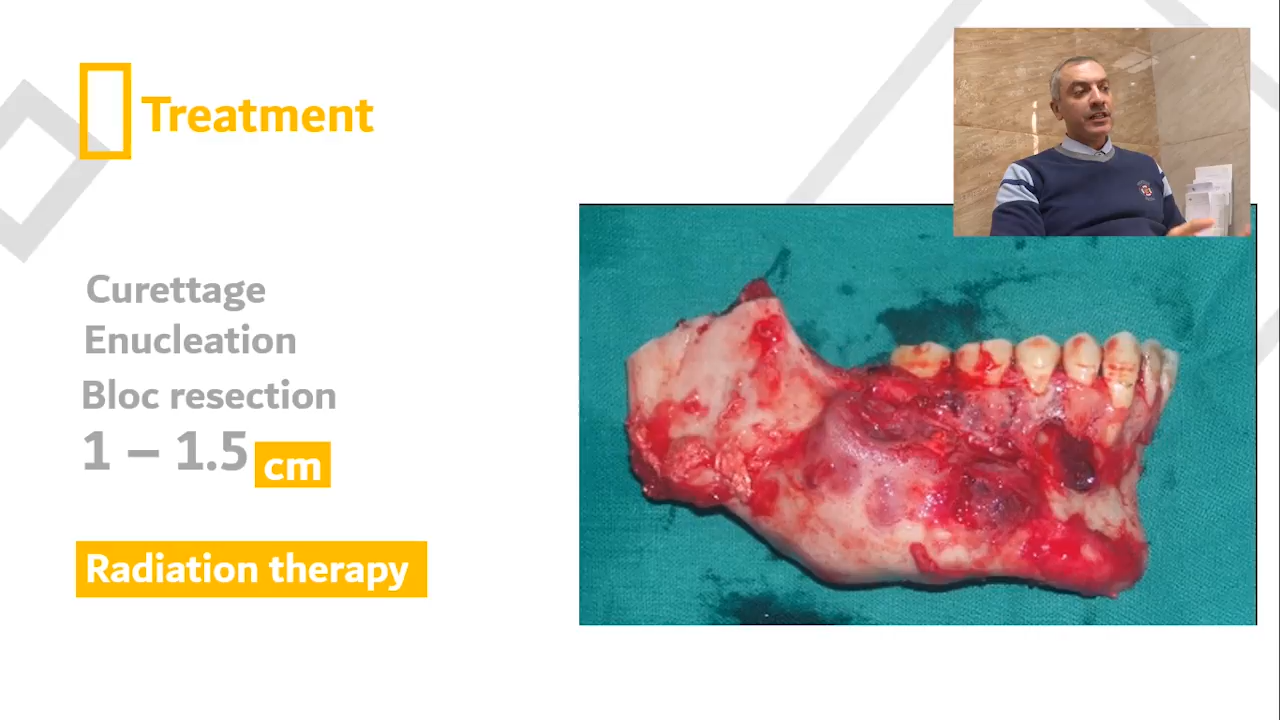 Treatment
Curettage
Enucleation
Bloc resection
1 – 1.5 cm
Radiation therapy